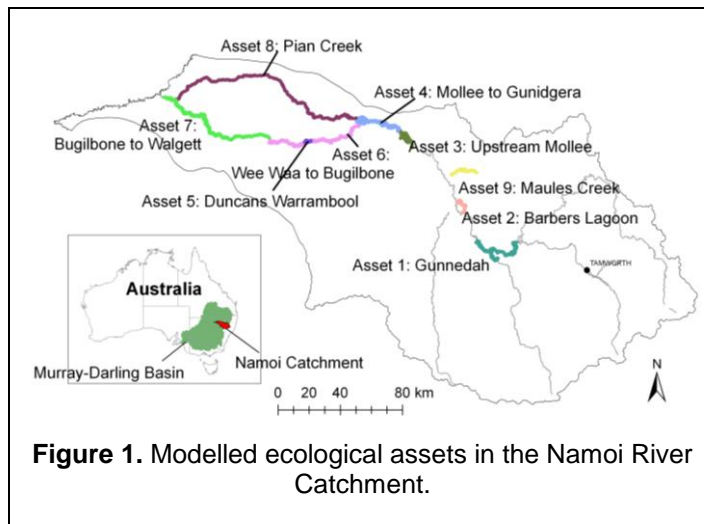 Asset 8: Pian Creek
Asset 4: Mollee to Gunidgera
Asset 7:
Bugilbone to Walgett
Asset 3: Upstream Mollee
Asset 6:
Wee Waa to Bugilbone
Asset 5: Duncans Warrambool
Asset 9: Maules Creek
Asset 2: Barbers Lagoon
Asset 1: Gunnedah
TAMWORTH
Australia
Murray-Darling Basin
Namoi Catchment
N
0 20 40 80 km
Figure 1. Modelled ecological assets in the Namoi River
Catchment.